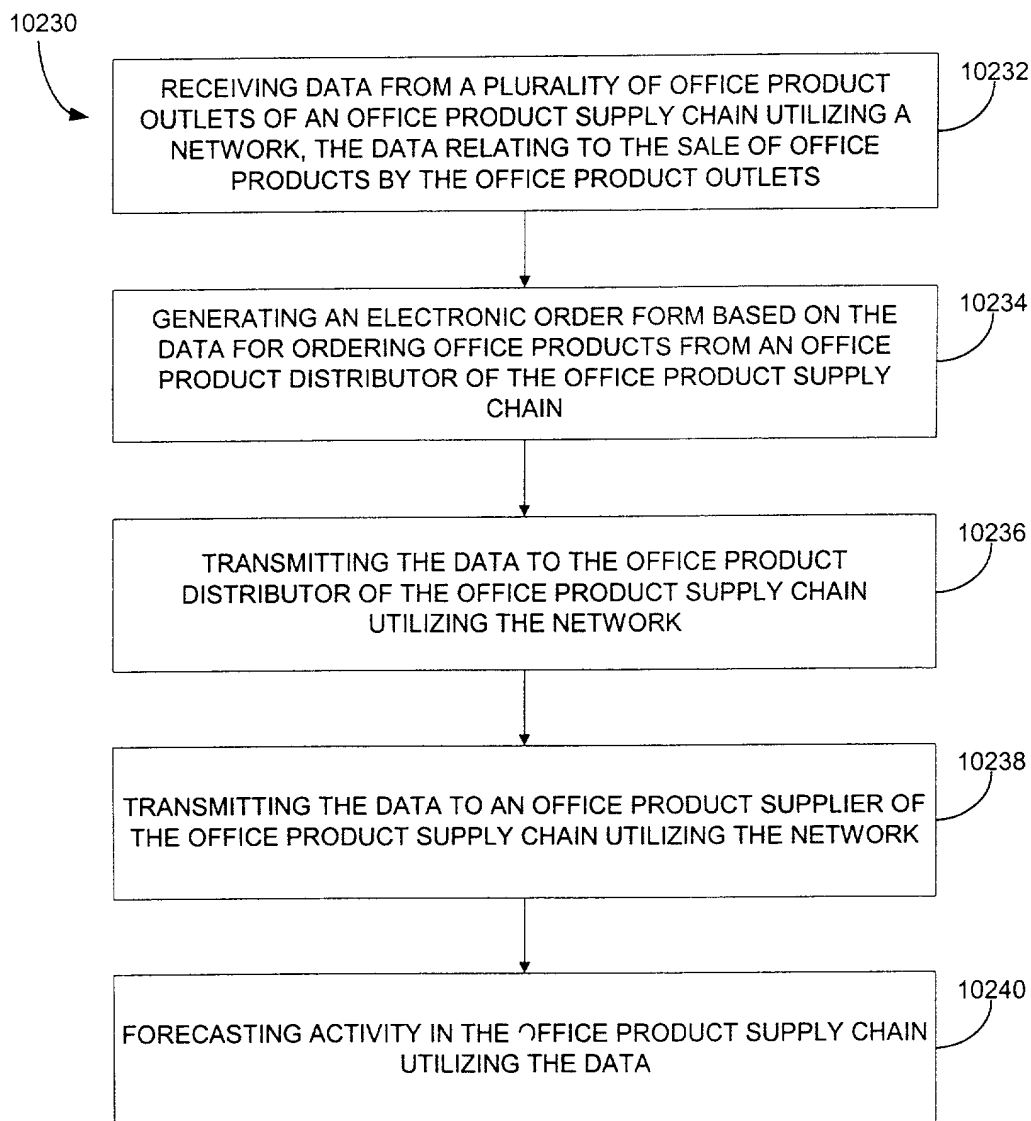 10230
RECEIVING DATA FROM A PLURALITY OF OFFICE PRODUCT
OUTLETS OF AN OFFICE PRODUCT SUPPLY CHAIN UTILIZING A
NETWORK, THE DATA RELATING TO THE SALE OF OFFICE
PRODUCTS BY THE OFFICE PRODUCT OUTLETS
10232
GENERATING AN ELECTRONIC ORDER FORM BASED ON THE
DATA FOR ORDERING OFFICE PRODUCTS FROM AN OFFICE
PRODUCT DISTRIBUTOR OF THE OFFICE PRODUCT SUPPLY
CHAIN
10234
TRANSMITTING THE DATA TO THE OFFICE PRODUCT
DISTRIBUTOR OF THE OFFICE PRODUCT SUPPLY CHAIN
UTILIZING THE NETWORK
10236
TRANSMITTING THE DATA TO AN OFFICE PRODUCT SUPPLIER OF
THE OFFICE PRODUCT SUPPLY CHAIN UTILIZING THE NETWORK
10238
FORECASTING ACTIVITY IN THE OFFICE PRODUCT SUPPLY CHAIN
UTILIZING THE DATA
10240